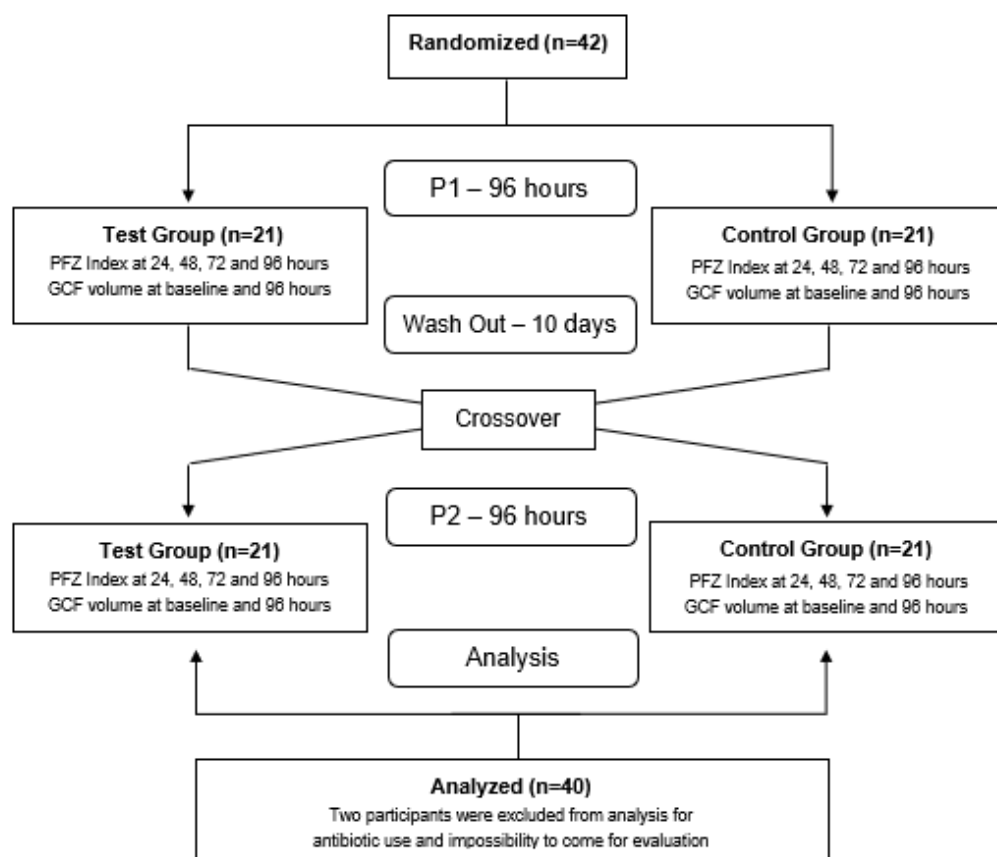 Randomized (n=42)
P1 – 96 hours
Test Group (n=21)
PFZ Index at 24, 48, 72 and 96 hours
GCF volume at baseline and 96 hours
Control Group (n=21)
PFZ Index at 24, 48, 72 and 96 hours
GCF volume at baseline and 96 hours
Wash Out – 10 days
Crossover
P2 – 96 hours
Test Group (n=21)
PFZ Index at 24, 48, 72 and 96 hours
GCF volume at baseline and 96 hours
Control Group (n=21)
PFZ Index at 24, 48, 72 and 96 hours
GCF volume at baseline and 96 hours
Analysis
Analyzed (n=40)
Two participants were excluded from analysis for
antibiotic use and impossibility to come for evaluation